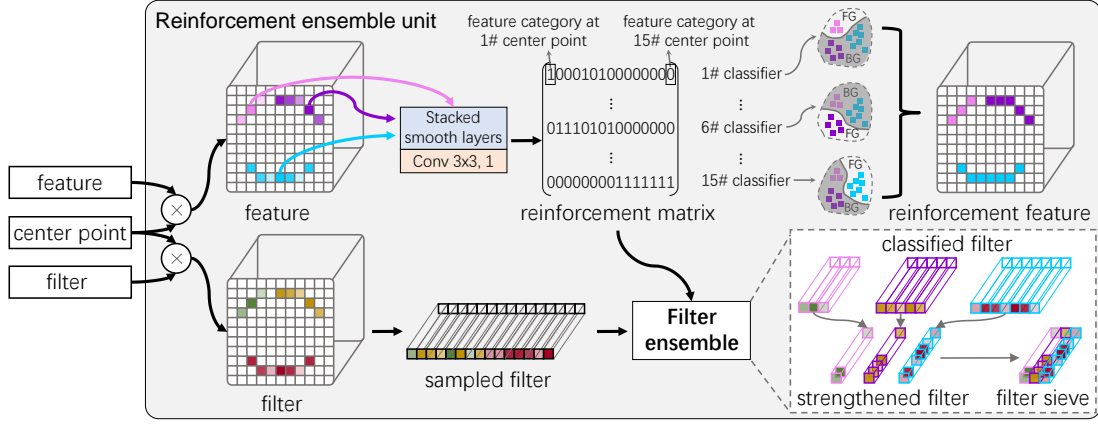 Reinforcement ensemble unit
feature category at
1# center point
feature category at
15# center point
100010100000000
⋮ ⋮
011101010000000
⋮ ⋮
000000001111111
reinforcement matrix
FG
BG
1# classifier
⋮
BG
FG
6# classifier
⋮
FG
BG
15# classifier
reinforcement feature
Stacked
smooth layers
Conv 3x3, 1
feature
feature
center point
filter
×
×
filter
sampled filter
Filter
ensemble
classified filter
strengthened filter
filter sieve